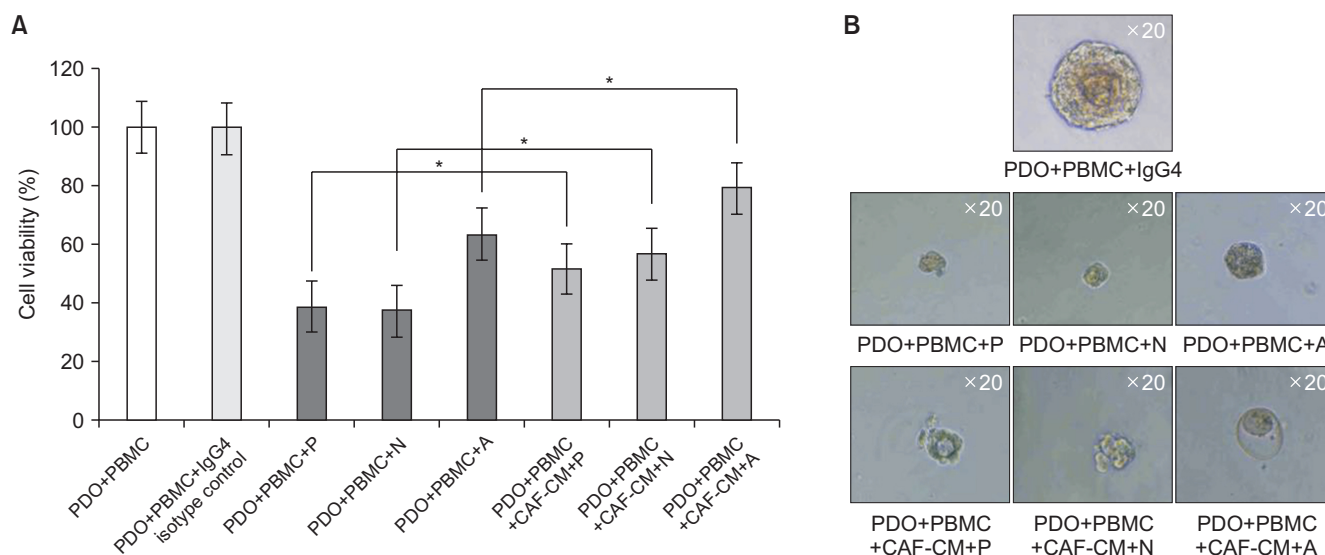 A
Cell viability (%)
120
100
80
60
40
20
0
*
*
*
PDO+PBMC
PDO+PBMC+IgG4
isotype control
PDO+PBMC+P
PDO+PBMC+N
PDO+PBMC+A
PDO+PBMC
+CAF-CM+P
PDO+PBMC
+CAF-CM+N
PDO+PBMC
+CAF-CM+A
B
×20
PDO+PBMC+IgG4
×20
×20
×20
PDO+PBMC+P
PDO+PBMC+N
PDO+PBMC+A
×20
×20
×20
PDO+PBMC
+CAF-CM+P
PDO+PBMC
+CAF-CM+N
PDO+PBMC
+CAF-CM+A